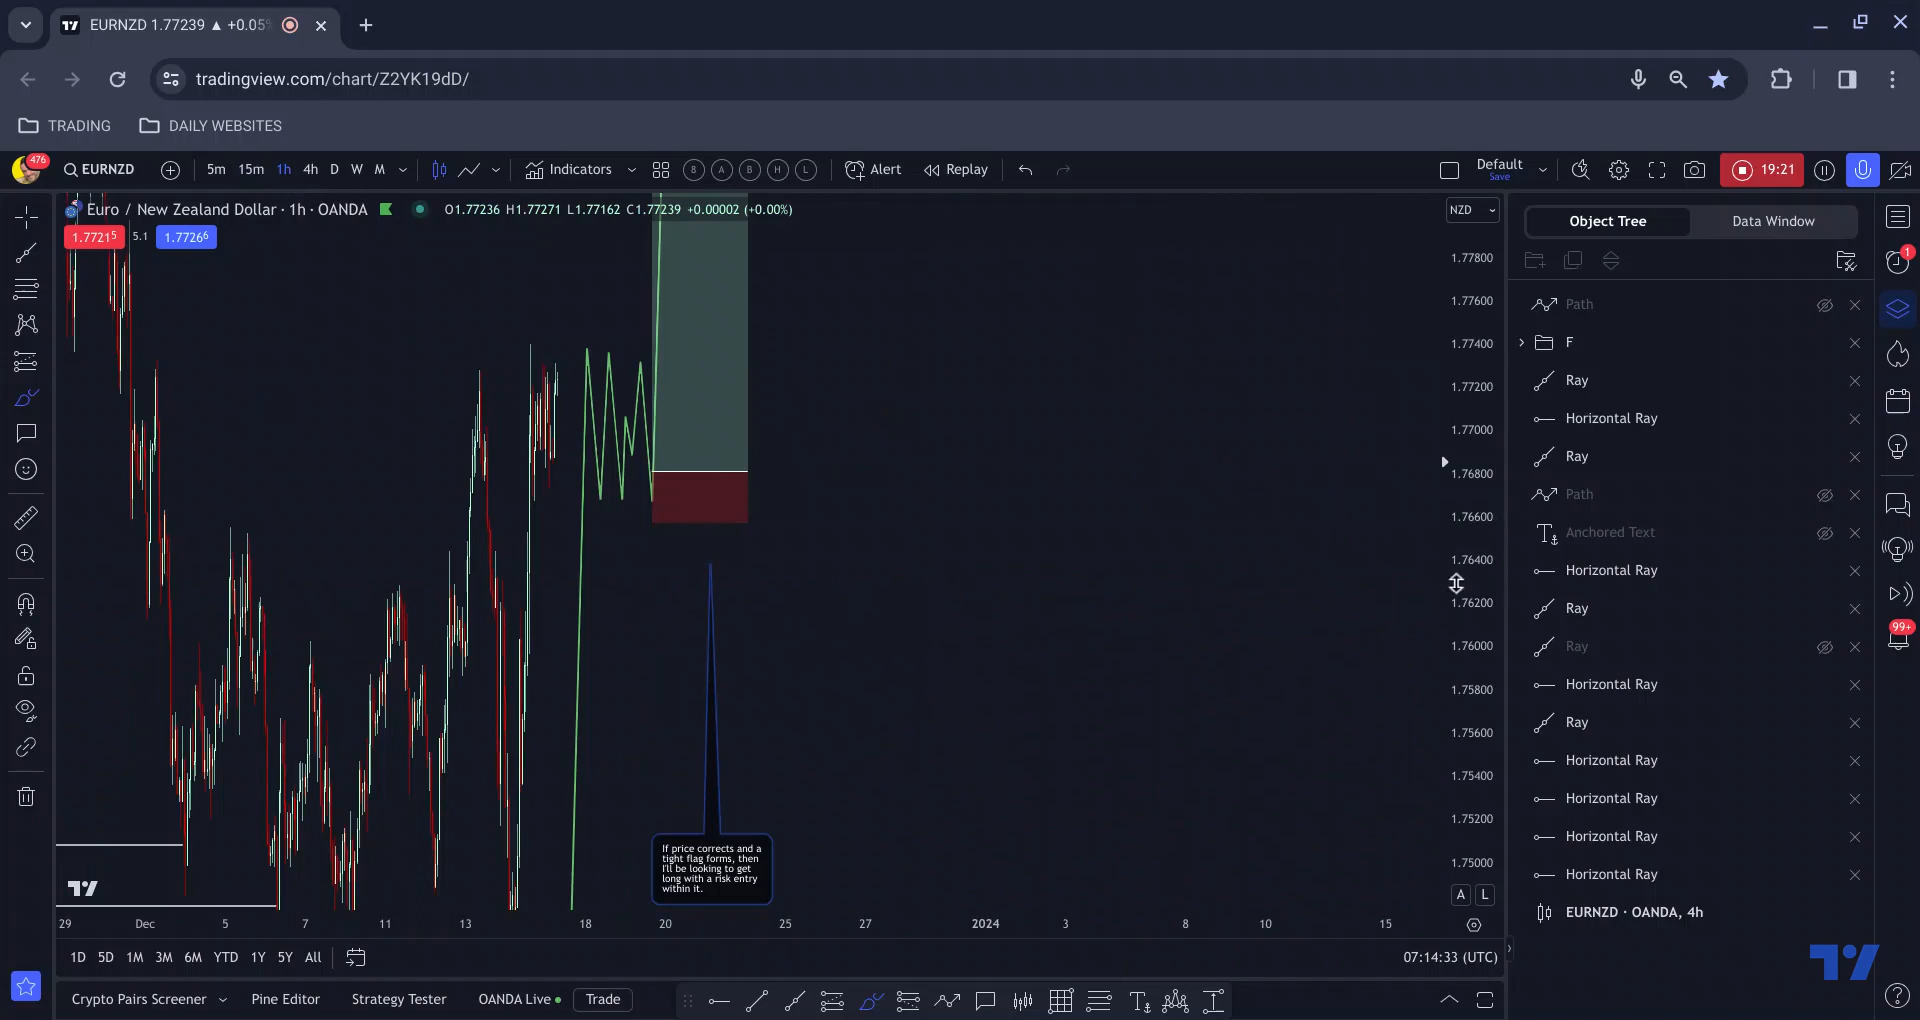 EURNZD 1.77239 ▲ +0.05%
tradingview.com/chart/Z2YK19dD/
TRADING
DAILY WEBSITES
476
EURNZD
5m 15m 1h 4h D W M
Indicators
8 A B H L
Alert
Replay
Default
Save
19:21
Euro / New Zealand Dollar · 1h · OANDA
O1.77236 H1.77271 L1.77162 C1.77239 +0.00002 (+0.00%)
1.77215
5.1
1.77266
NZD
1.77800
1.77600
1.77400
1.77200
1.77000
1.76800
1.76600
1.76400
1.76200
1.76000
1.75800
1.75600
1.75400
1.75200
1.75000
A L
If price corrects and a
tight flag forms, then
I'll be looking to get
long with a risk entry
within it.
29 Dec 5 7 11 13 18 20 25 27 2024 3 8 10 15
1D 5D 1M 3M 6M YTD 1Y 5Y All
07:14:33 (UTC)
Crypto Pairs Screener
Pine Editor
Strategy Tester
OANDA Live
Trade
Object Tree
Data Window
Path
F
Ray
Horizontal Ray
Ray
Path
Anchored Text
Horizontal Ray
Ray
Ray
Horizontal Ray
Ray
Horizontal Ray
Horizontal Ray
Horizontal Ray
Horizontal Ray
EURNZD · OANDA, 4h
1
99+